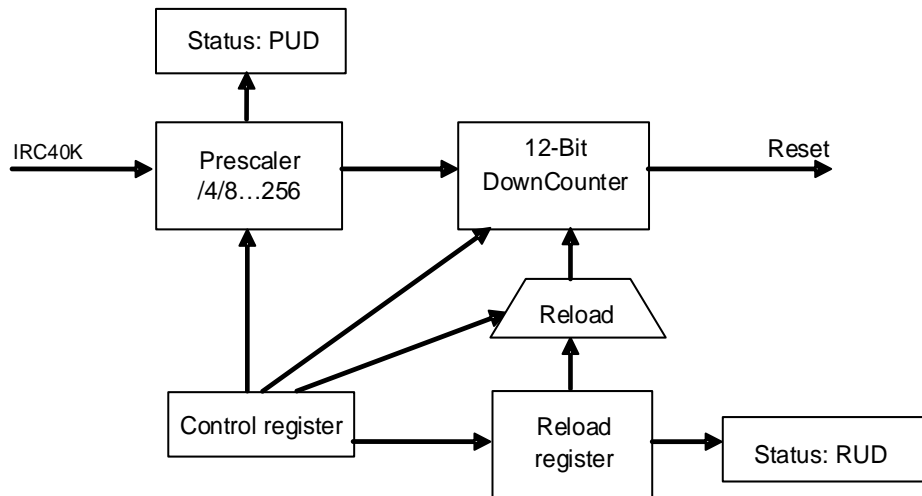 Status: PUD
IRC40K
Prescaler
/4/8…256
12-Bit
DownCounter
Reset
Reload
Control register
Reload
register
Status: RUD